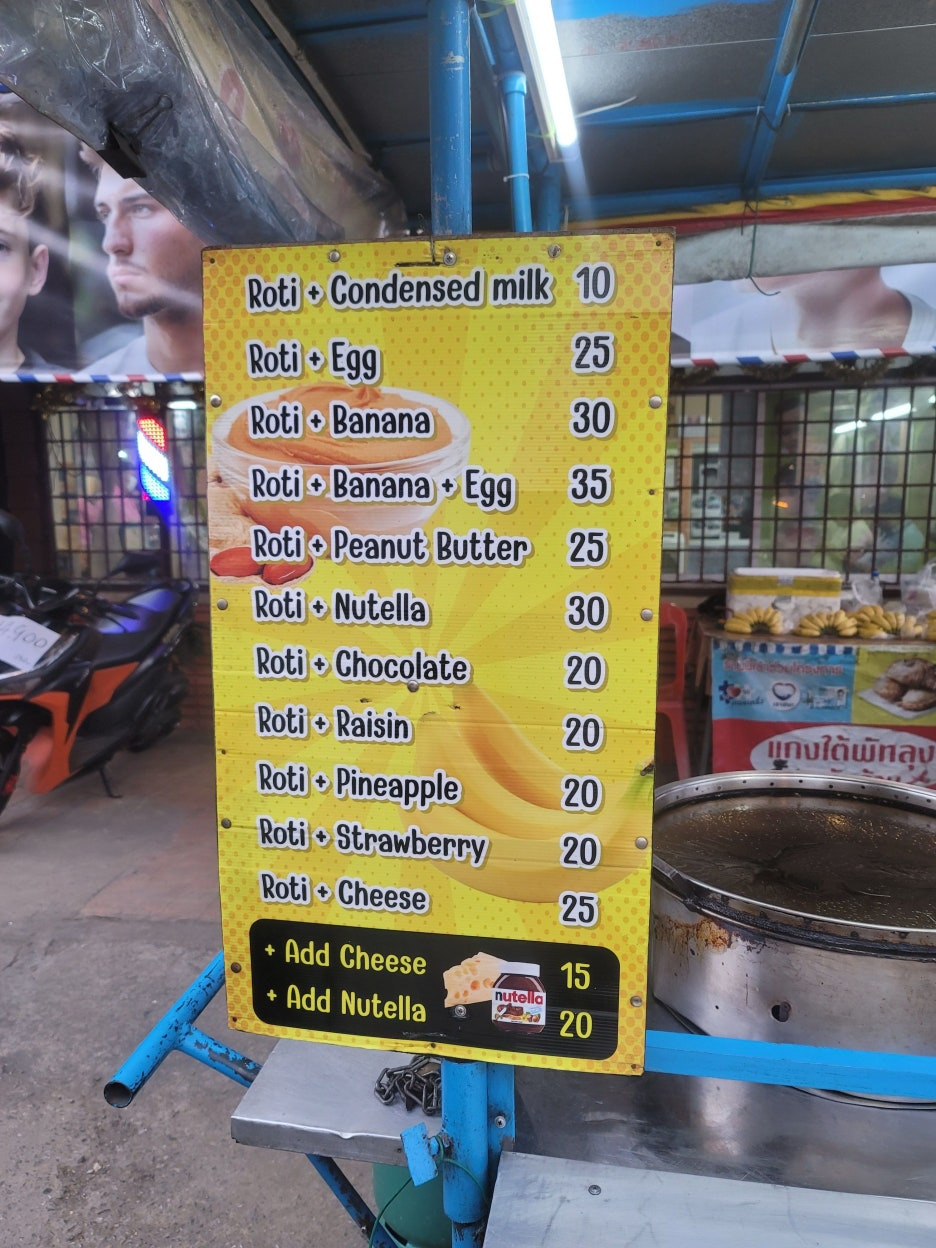 Roti + Condensed milk 10
Roti + Egg 25
Roti + Banana 30
Roti + Banana + Egg 35
Roti + Peanut Butter 25
Roti + Nutella 30
Roti + Chocolate 20
Roti + Raisin 20
Roti + Pineapple 20
Roti + Strawberry 20
Roti + Cheese 25
+ Add Cheese 15
+ Add Nutella 20
nutella
แกงใต้พัทลุง